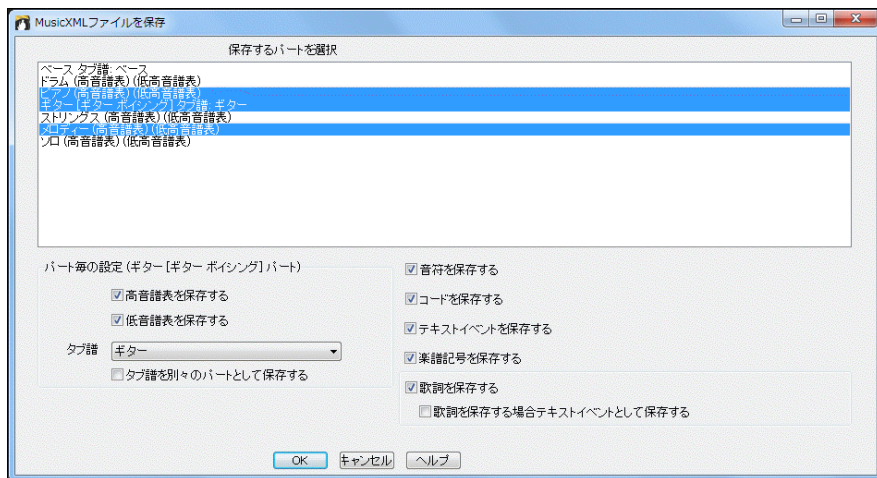 MusicXMLファイルを保存
保存するパートを選択
ベース タブ譜: ベース
ドラム (高音譜表) (低高音譜表)
ピアノ (高音譜表) (低高音譜表)
ギター [ギター ボイシング] タブ譜: ギター
ストリングス (高音譜表) (低高音譜表)
メロディー (高音譜表) (低高音譜表)
ソロ (高音譜表) (低高音譜表)
パート毎の設定 (ギター [ギター ボイシング] パート)
高音譜表を保存する
低音譜表を保存する
タブ譜 ギター
タブ譜を別々のパートとして保存する
音符を保存する
コードを保存する
テキストイベントを保存する
楽譜記号を保存する
歌詞を保存する
歌詞を保存する場合テキストイベントとして保存する
OK キャンセル ヘルプ